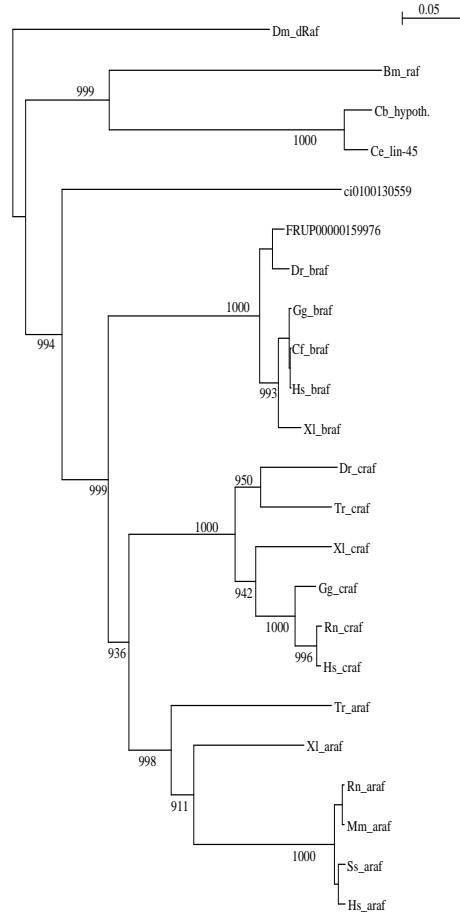 0.05
Dm_dRaf
Bm_raf
999
Cb_hypoth.
1000
Ce_lin-45
ci0100130559
FRUP00000159976
Dr_braf
1000
Gg_braf
994
Cf_braf
Hs_braf
993
Xl_braf
Dr_craf
950
999
Tr_craf
1000
Xl_craf
Gg_craf
942
1000
Rn_craf
936
996
Hs_craf
Tr_araf
Xl_araf
998
Rn_araf
911
Mm_araf
1000
Ss_araf
Hs_araf